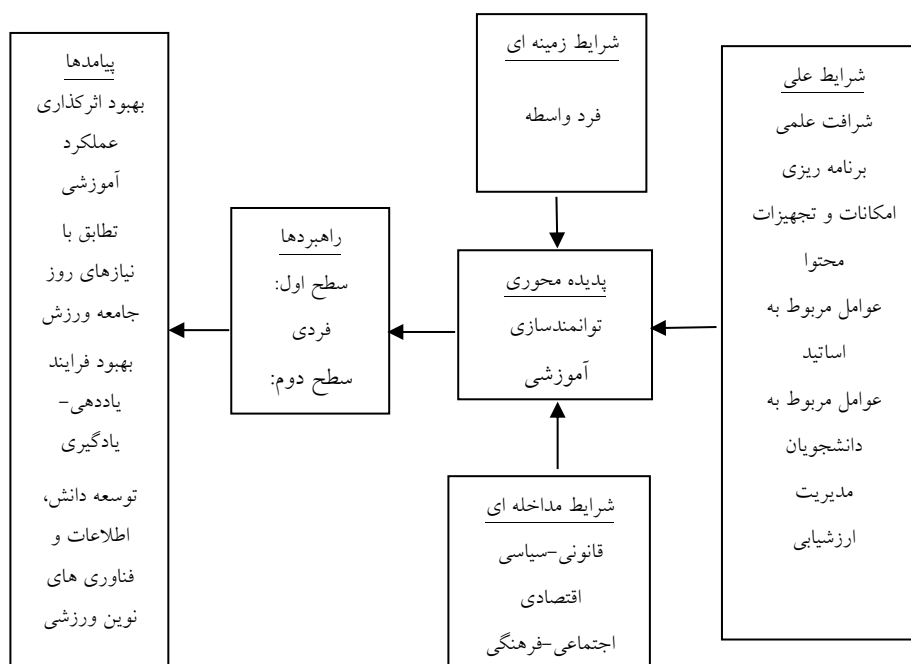 شرایط علی
شرافت علمی
برنامه ریزی
امکانات و تجهیزات
محتوا
عوامل مربوط به
اساتید
عوامل مربوط به
دانشجویان
مدیریت
ارزشیابی
شرایط زمینه ای
فرد واسطه
پدیده محوری
توانمندسازی
آموزشی
شرایط مداخله ای
قانونی-سیاسی
اقتصادی
اجتماعی-فرهنگی
راهبردها
سطح اول:
فردی
سطح دوم:
پیامدها
بهبود اثرکذاری
عملکرد
آموزشی
تطابق با
نیازهای روز
جامعه ورزش
بهبود فرایند
یاددهی-
یادگیری
توسعه دانش،
اطلاعات و
فناوری های
نوین ورزشی